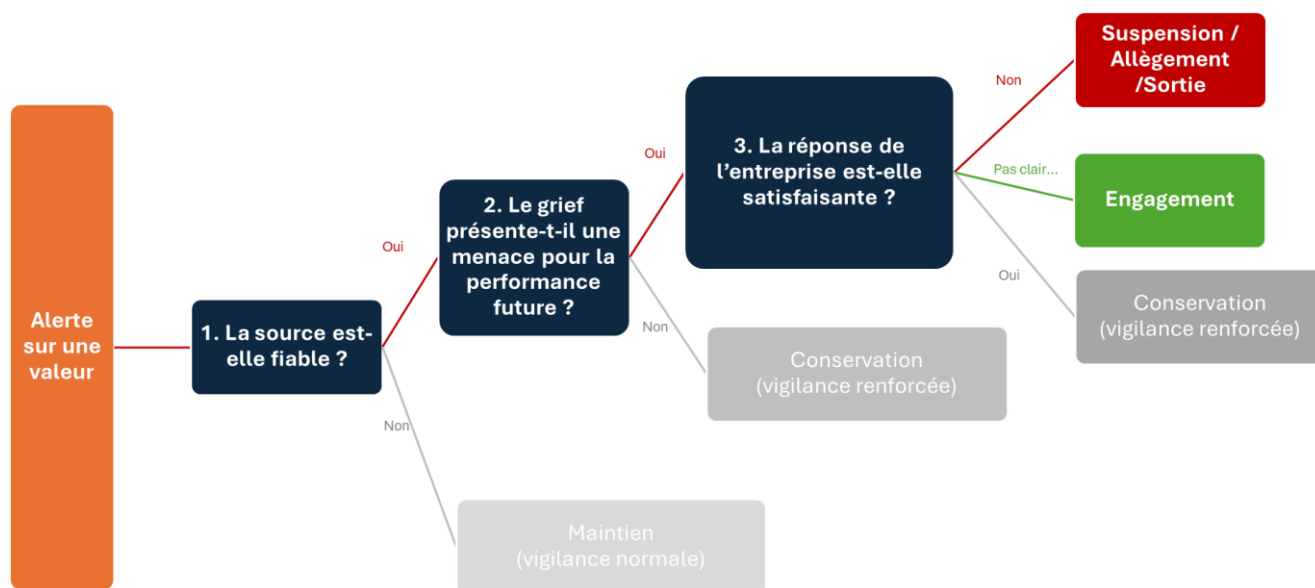 Alerte
sur une
valeur
1. La source est-
elle fiable ?
Oui
Non
2. Le grief
présente-t-il une
menace pour la
performance
future ?
Maintien
(vigilance normale)
Oui
Non
3. La réponse de
l’entreprise est-elle
satisfaisante ?
Conservation
(vigilance renforcée)
Non
Pas clair...
Oui
Suspension /
Allègement
/Sortie
Engagement
Conservation
(vigilance renforcée)